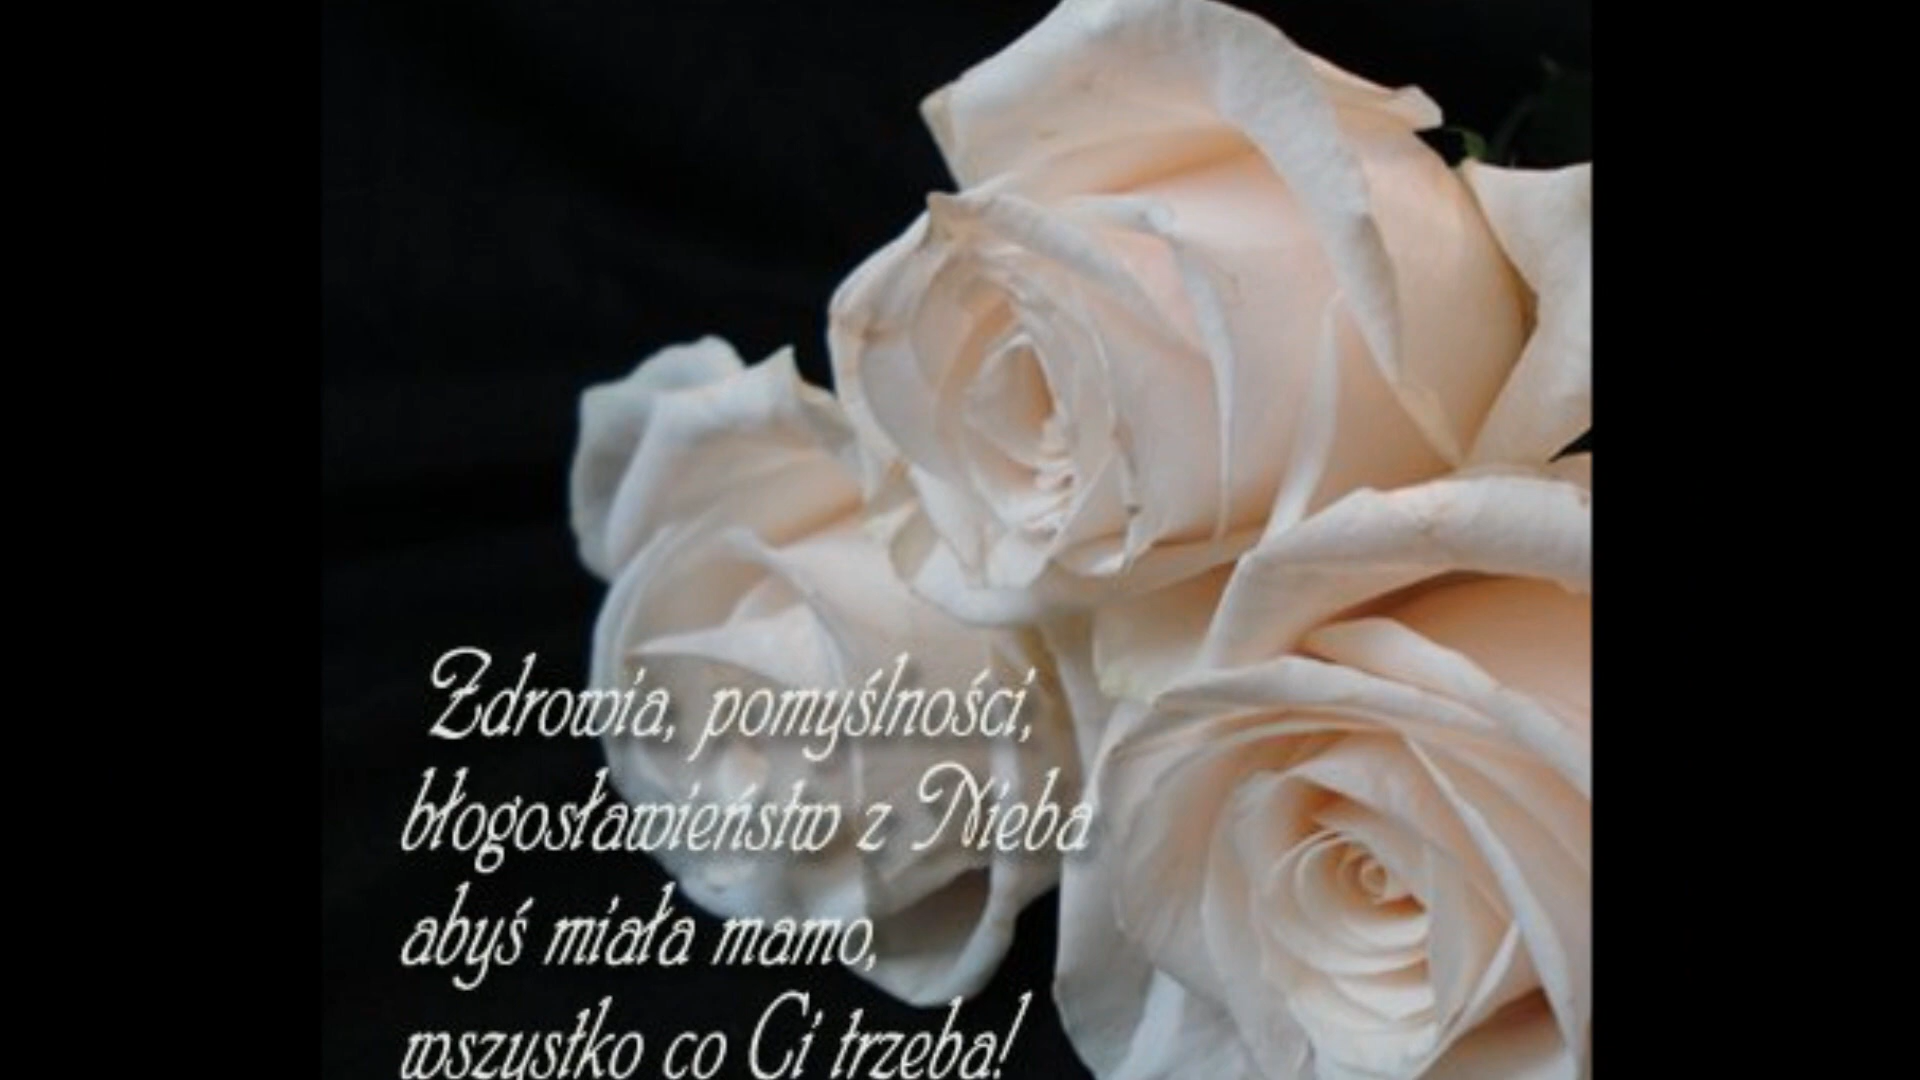 Zdrowia, pomyślności,
błogosławieństw z Nieba
abyś miała mamo,
wszystko co Ci trzeba!